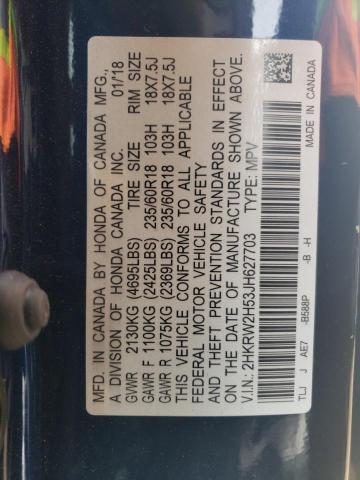 MFD. IN CANADA BY HONDA OF CANADA MFG.,
A DIVISION OF HONDA CANADA INC. 01/18
GVWR 2130KG (4695LBS) TIRE SIZE RIM SIZE
GAWR F 1100KG (2425LBS) 235/60R18 103H 18X7.5J
GAWR R 1075KG (2369LBS) 235/60R18 103H 18X7.5J
THIS VEHICLE CONFORMS TO ALL APPLICABLE
FEDERAL MOTOR VEHICLE SAFETY
AND THEFT PREVENTION STANDARDS IN EFFECT
ON THE DATE OF MANUFACTURE SHOWN ABOVE.
V.I.N.: 2HKRW2H53JH627703 TYPE: MPV
TLJ J AE7 -B588P -B -H MADE IN CANADA